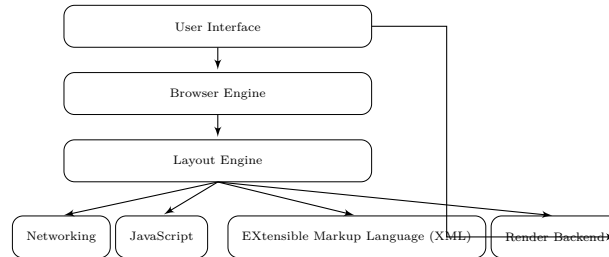 User Interface
Browser Engine
Layout Engine
Networking
JavaScript
EXtensible Markup Language (XML)
Render Backend